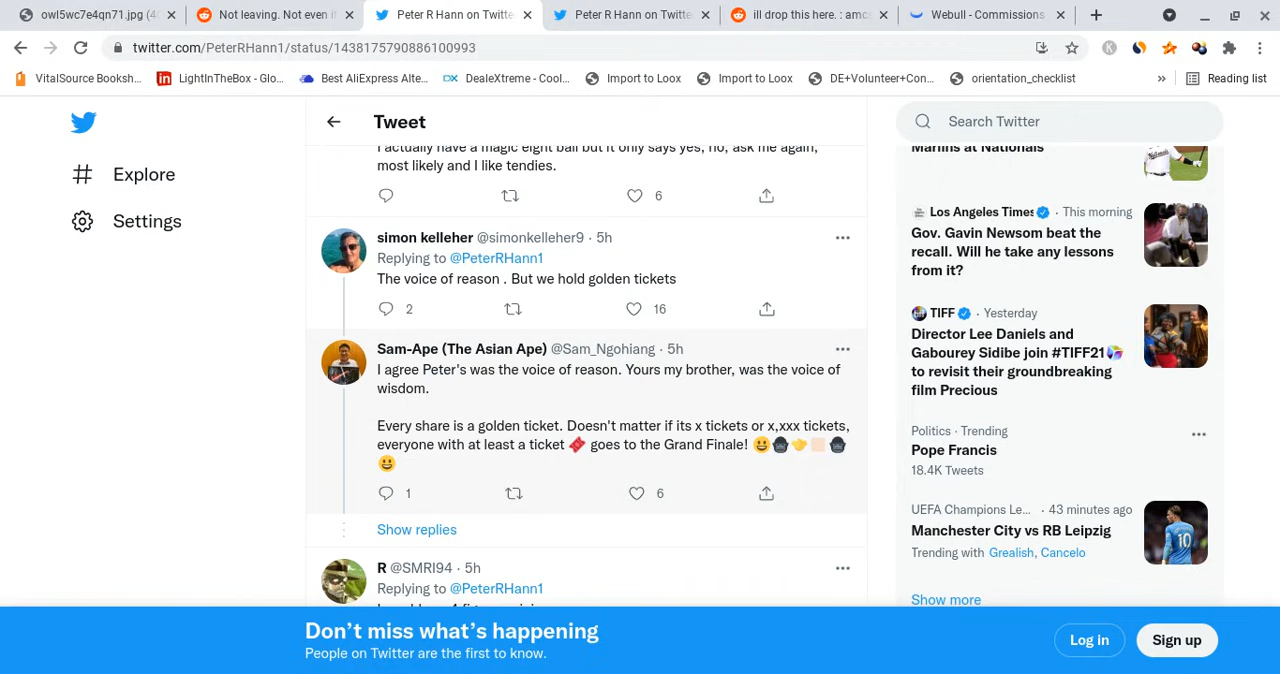 owl5wc7e4qn71.jpg (4
Not leaving. Not even i
Peter R Hann on Twitte
Peter R Hann on Twitte
ill drop this here. : amcs
Webull - Commissions
twitter.com/PeterRHann1/status/1438175790886100993
VitalSource Booksh...
LightInTheBox - Glo...
Best AliExpress Alte...
DealeXtreme - Cool...
Import to Loox
Import to Loox
DE+Volunteer+Con...
orientation_checklist
»
Reading list
Explore
Settings
Tweet
I actually have a magic eight ball but it only says yes, no, ask me again,
most likely and I like tendies.
6
simon kelleher @simonkelleher9 · 5h
Replying to @PeterRHann1
The voice of reason . But we hold golden tickets
2
16
Sam-Ape (The Asian Ape) @Sam_Ngohiang · 5h
I agree Peter's was the voice of reason. Yours my brother, was the voice of
wisdom.
Every share is a golden ticket. Doesn't matter if its x tickets or x,xxx tickets,
everyone with at least a ticket 🎟 goes to the Grand Finale! 😀
😀
1
6
Show replies
R @SMRI94 · 5h
Replying to @PeterRHann1
Search Twitter
Marlins at Nationals
Los Angeles Times · This morning
Gov. Gavin Newsom beat the
recall. Will he take any lessons
from it?
TIFF · Yesterday
Director Lee Daniels and
Gabourey Sidibe join #TIFF21
to revisit their groundbreaking
film Precious
Politics · Trending
Pope Francis
18.4K Tweets
UEFA Champions Le... · 43 minutes ago
Manchester City vs RB Leipzig
Trending with Grealish, Cancelo
10
Show more
Don't miss what's happening
People on Twitter are the first to know.
Log in
Sign up